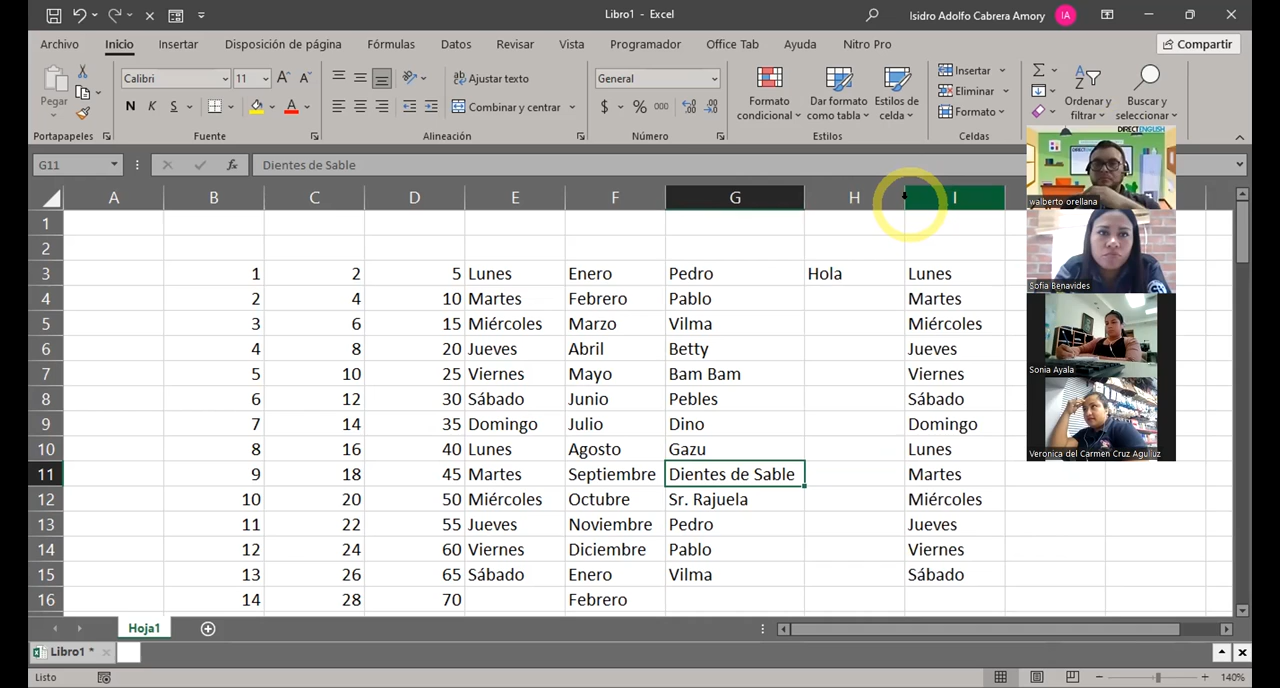 Libro1 - Excel
Isidro Adolfo Cabrera Amory
IA
Archivo Inicio Insertar Disposición de página Fórmulas Datos Revisar Vista Programador Office Tab Ayuda Nitro Pro Compartir
Pegar
Calibri 11
N K S
Ajustar texto
Combinar y centrar
General
$ % 000
Formato condicional
Dar formato como tabla
Estilos de celda
Insertar
Eliminar
Formato
Ordenar y filtrar
Buscar y seleccionar
Portapapeles Fuente Alineación Número Estilos Celdas
G11 fx Dientes de Sable
A B C D E F G H I
1
2
3 1 2 5 Lunes Enero Pedro Hola Lunes
4 2 4 10 Martes Febrero Pablo Martes
5 3 6 15 Miércoles Marzo Vilma Miércoles
6 4 8 20 Jueves Abril Betty Jueves
7 5 10 25 Viernes Mayo Bam Bam Viernes
8 6 12 30 Sábado Junio Pebles Sábado
9 7 14 35 Domingo Julio Dino Domingo
10 8 16 40 Lunes Agosto Gazu Lunes
11 9 18 45 Martes Septiembre Dientes de Sable Martes
12 10 20 50 Miércoles Octubre Sr. Rajuela Miércoles
13 11 22 55 Jueves Noviembre Pedro Jueves
14 12 24 60 Viernes Diciembre Pablo Viernes
15 13 26 65 Sábado Enero Vilma Sábado
16 14 28 70 Febrero
DIRECTENGLISH
walberto orellana
Sofia Benavides
Sonia Ayala
Veronica del Carmen Cruz Aguiluz
Hoja1
Libro1 *
Listo
140%